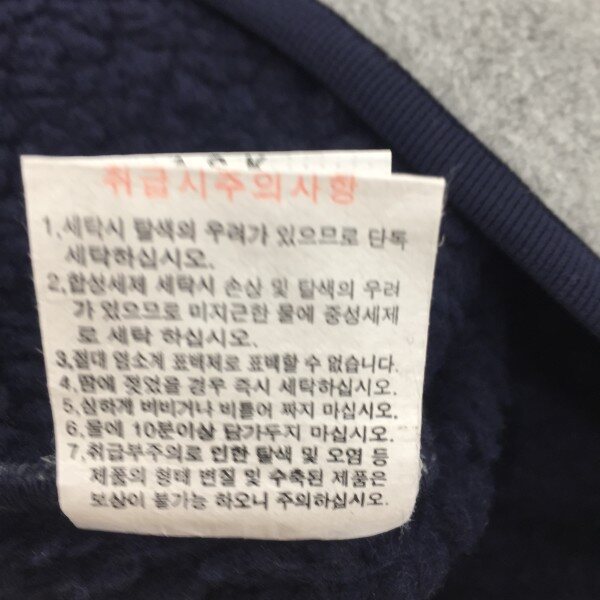 취급시주의사항
1.세탁시 탈색의 우려가 있으므로 단독
세탁하십시오.
2.합성세제 세탁시 손상 및 탈색의 우려
가 있으므로 미지근한 물에 중성세제
로 세탁 하십시오.
3.절대 염소계 표백제로 표백할 수 없습니다.
4.땀에 젖었을 경우 즉시 세탁하십시오.
5.심하게 비비거나 비틀어 짜지 마십시오.
6.물에 10분이상 담가두지 마십시오.
7.취급부주의로 인한 탈색 및 오염 등
제품의 형태 변질 및 수축된 제품은
보상이 불가능 하오니 주의하십시오.